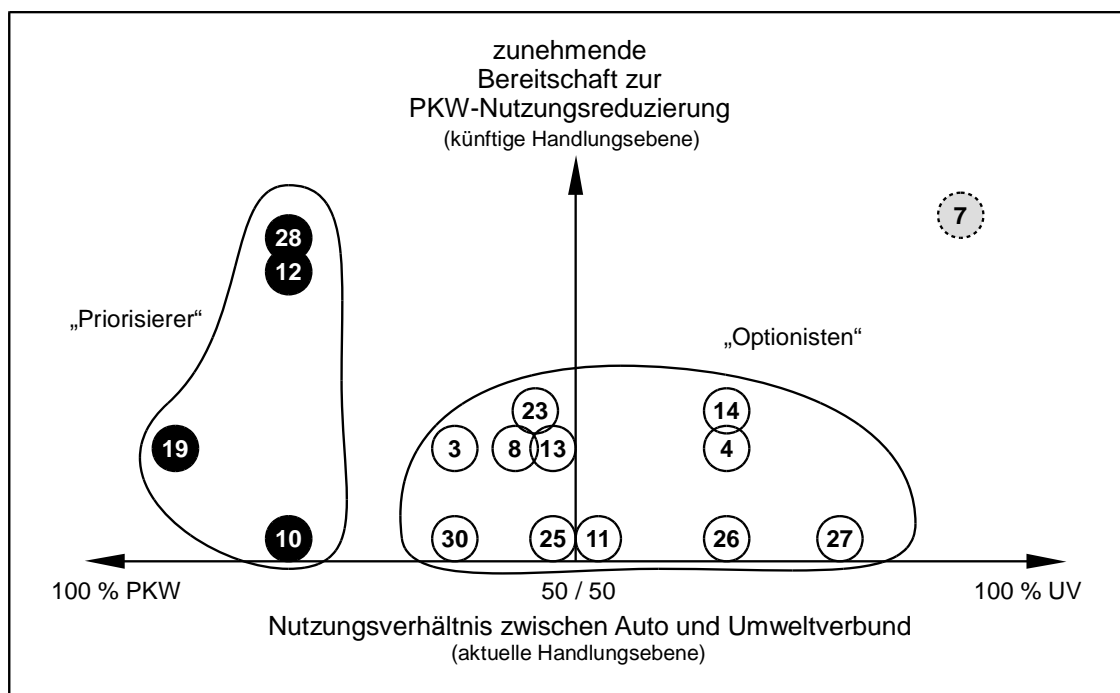 zunehmende
Bereitschaft zur
PKW-Nutzungsreduzierung
(künftige Handlungsebene)
7
28
12
„Priorisierer“
„Optionisten“
23
14
19
3
8
13
4
10
30
25
11
26
27
100 % PKW
50 / 50
100 % UV
Nutzungsverhältnis zwischen Auto und Umweltverbund
(aktuelle Handlungsebene)